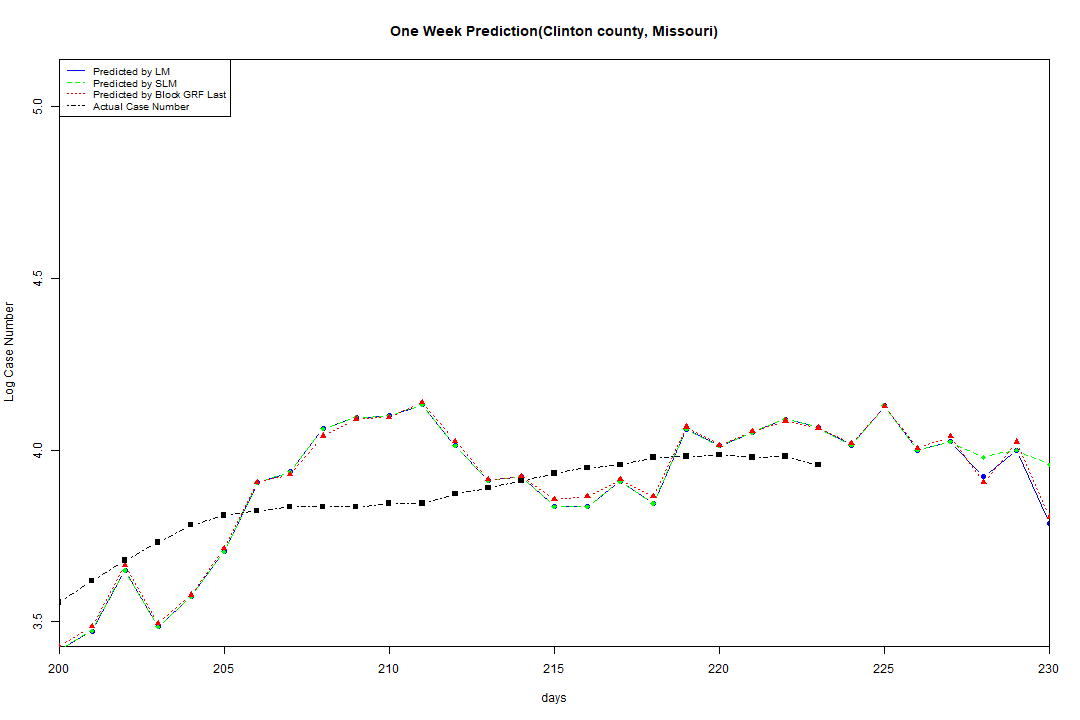 One Week Prediction(Clinton county, Missouri)
Predicted by LM
Predicted by SLM
Predicted by Block GRF Last
Actual Case Number
5.0
4.5
4.0
3.5
Log Case Number
200 205 210 215 220 225 230
days